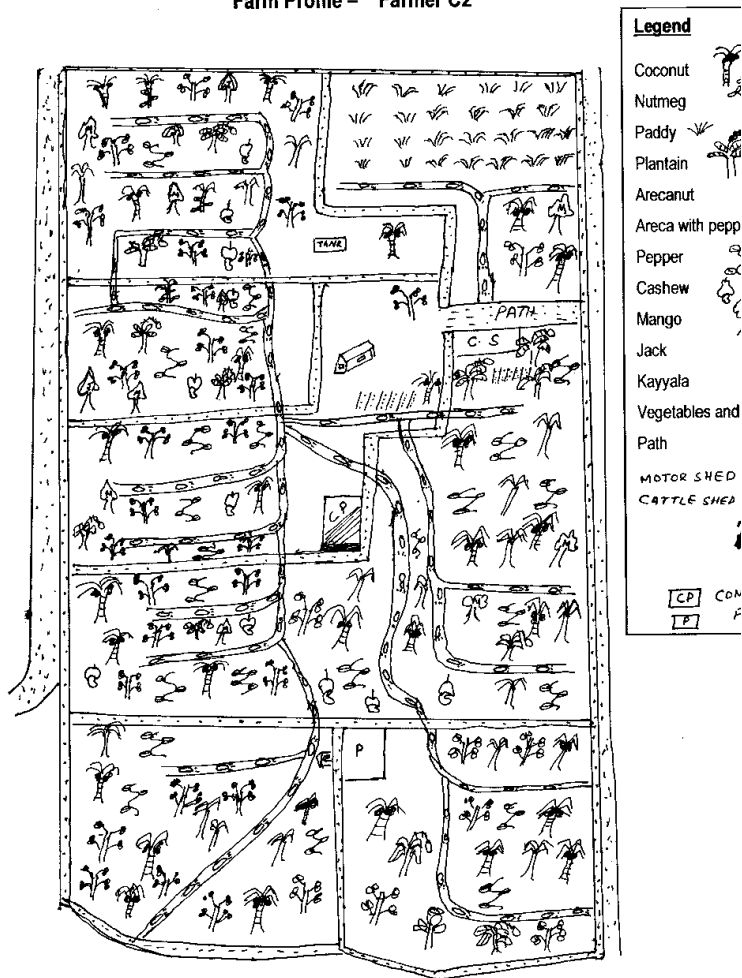 Farm Profile – Farmer C2
Legend
Coconut
Nutmeg
Paddy
Plantain
Arecanut
Areca with pepp
Pepper
Cashew
Mango
Jack
Kayyala
Vegetables and
Path
MOTOR SHED
CATTLE SHED
CP COM
P P
TANK
PATH
C S
CP
P